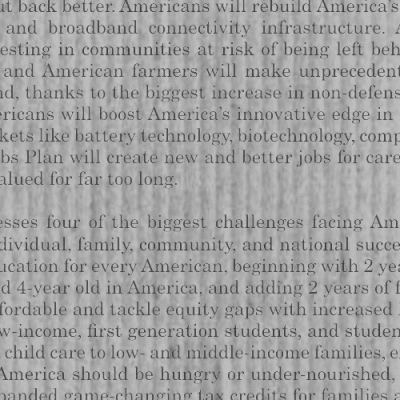 ut back better. Americans will rebuild America's
and broadband connectivity infrastructure. A
esting in communities at risk of being left beh
and American farmers will make unprecedent
nd, thanks to the biggest increase in non-defens
ericans will boost America's innovative edge in
kets like battery technology, biotechnology, comp
bs Plan will create new and better jobs for care
alued for far too long.
esses four of the biggest challenges facing Am
dividual, family, community, and national succe
ucation for every American, beginning with 2 yea
d 4-year old in America, and adding 2 years of f
fordable and tackle equity gaps with increased
w-income, first generation students, and studen
child care to low- and middle-income families, e
America should be hungry or under-nourished,
panded game-changing tax credits for families a